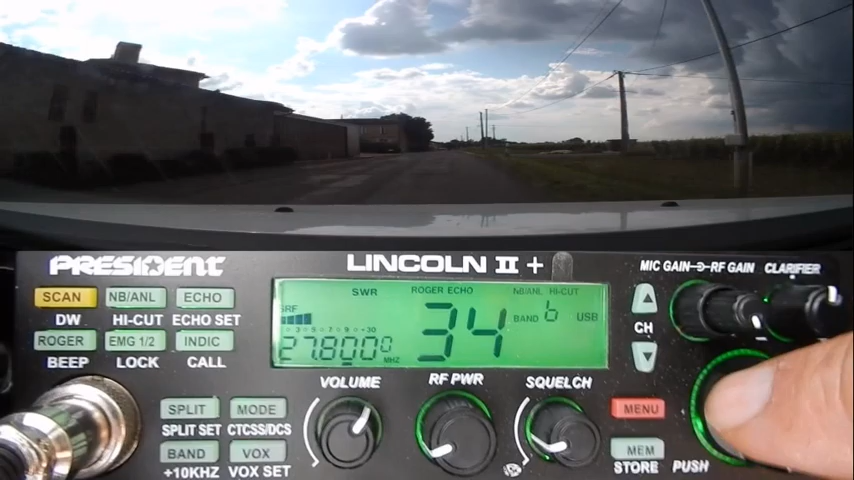 PRESIDENT LINCOLN II + MIC GAIN RF GAIN CLARIFIER
SCAN NB/ANL ECHO
DW HI-CUT ECHO SET
ROGER EMG 1/2 INDIC
BEEP LOCK CALL
SWR ROGER ECHO NB/ANL HI-CUT
SRF 34 BAND b USB
3 5 7 9 +30
27.8000 MHZ
CH
VOLUME RF PWR SQUELCH
SPLIT MODE MENU
SPLIT SET CTCSS/DCS
BAND VOX MEM
+10KHZ VOX SET STORE PUSH